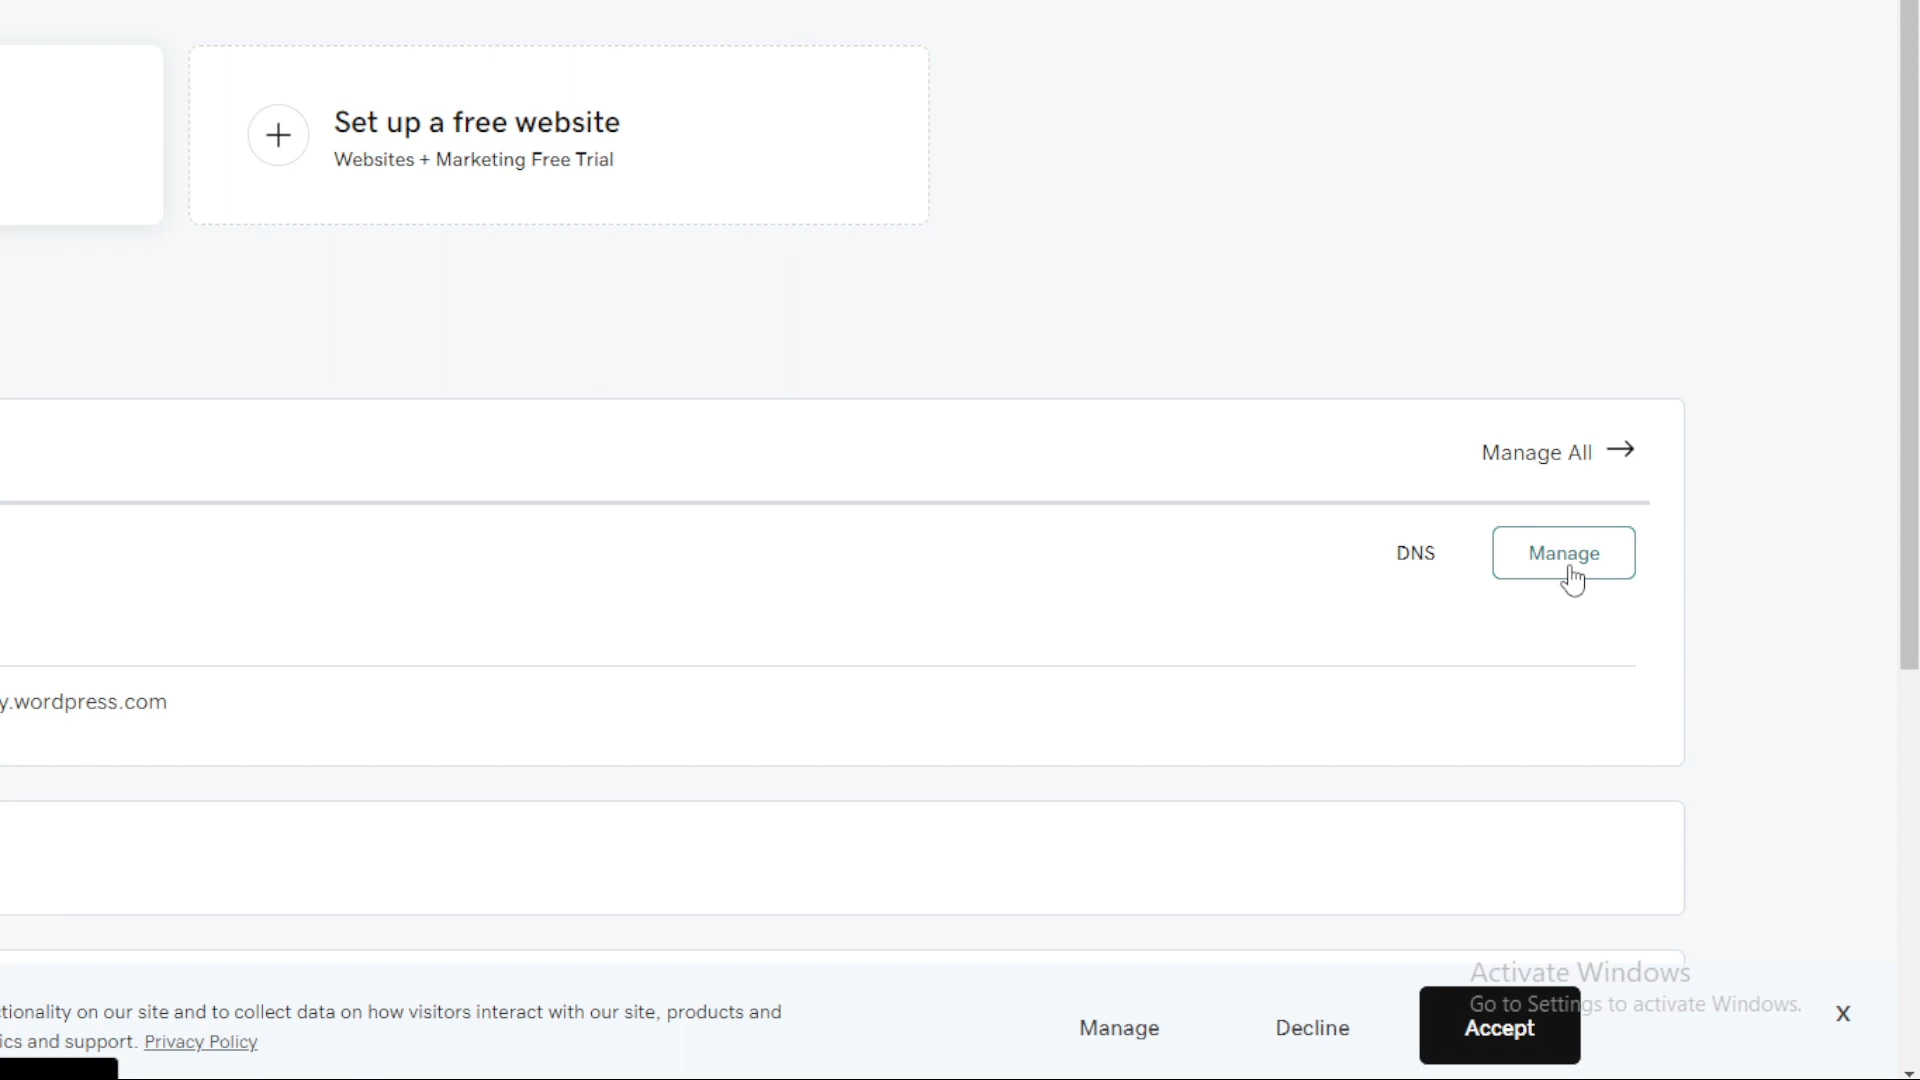 Set up a free website
Websites + Marketing Free Trial
Manage All
DNS
Manage
y.wordpress.com
Activate Windows
Go to Settings to activate Windows.
tionality on our site and to collect data on how visitors interact with our site, products and
ics and support. Privacy Policy
Manage
Decline
Accept
X